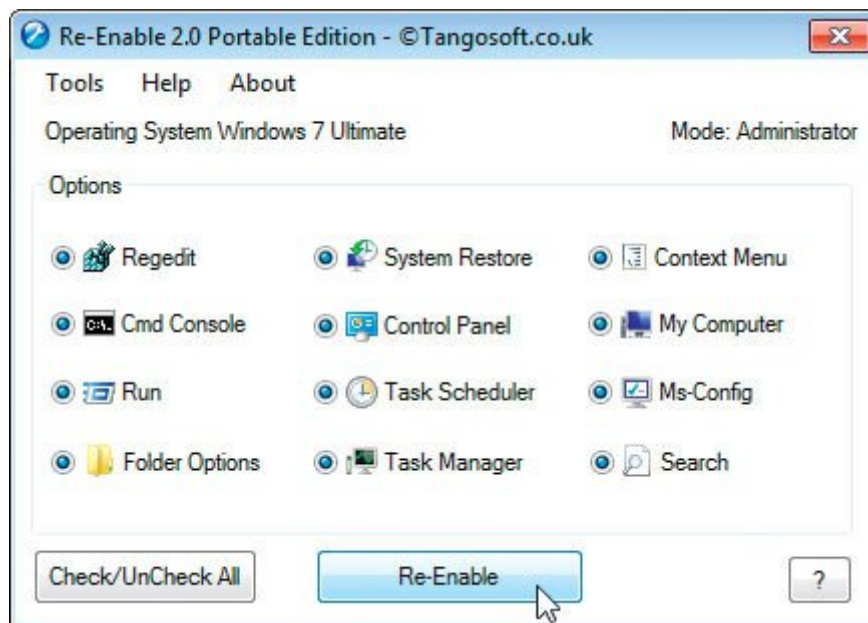 Re-Enable 2.0 Portable Edition - ©Tangosoft.co.uk
Tools Help About
Operating System Windows 7 Ultimate Mode: Administrator
Options
Regedit System Restore Context Menu
C:\. Cmd Console Control Panel My Computer
Run Task Scheduler Ms-Config
Folder Options Task Manager Search
Check/UnCheck All Re-Enable ?